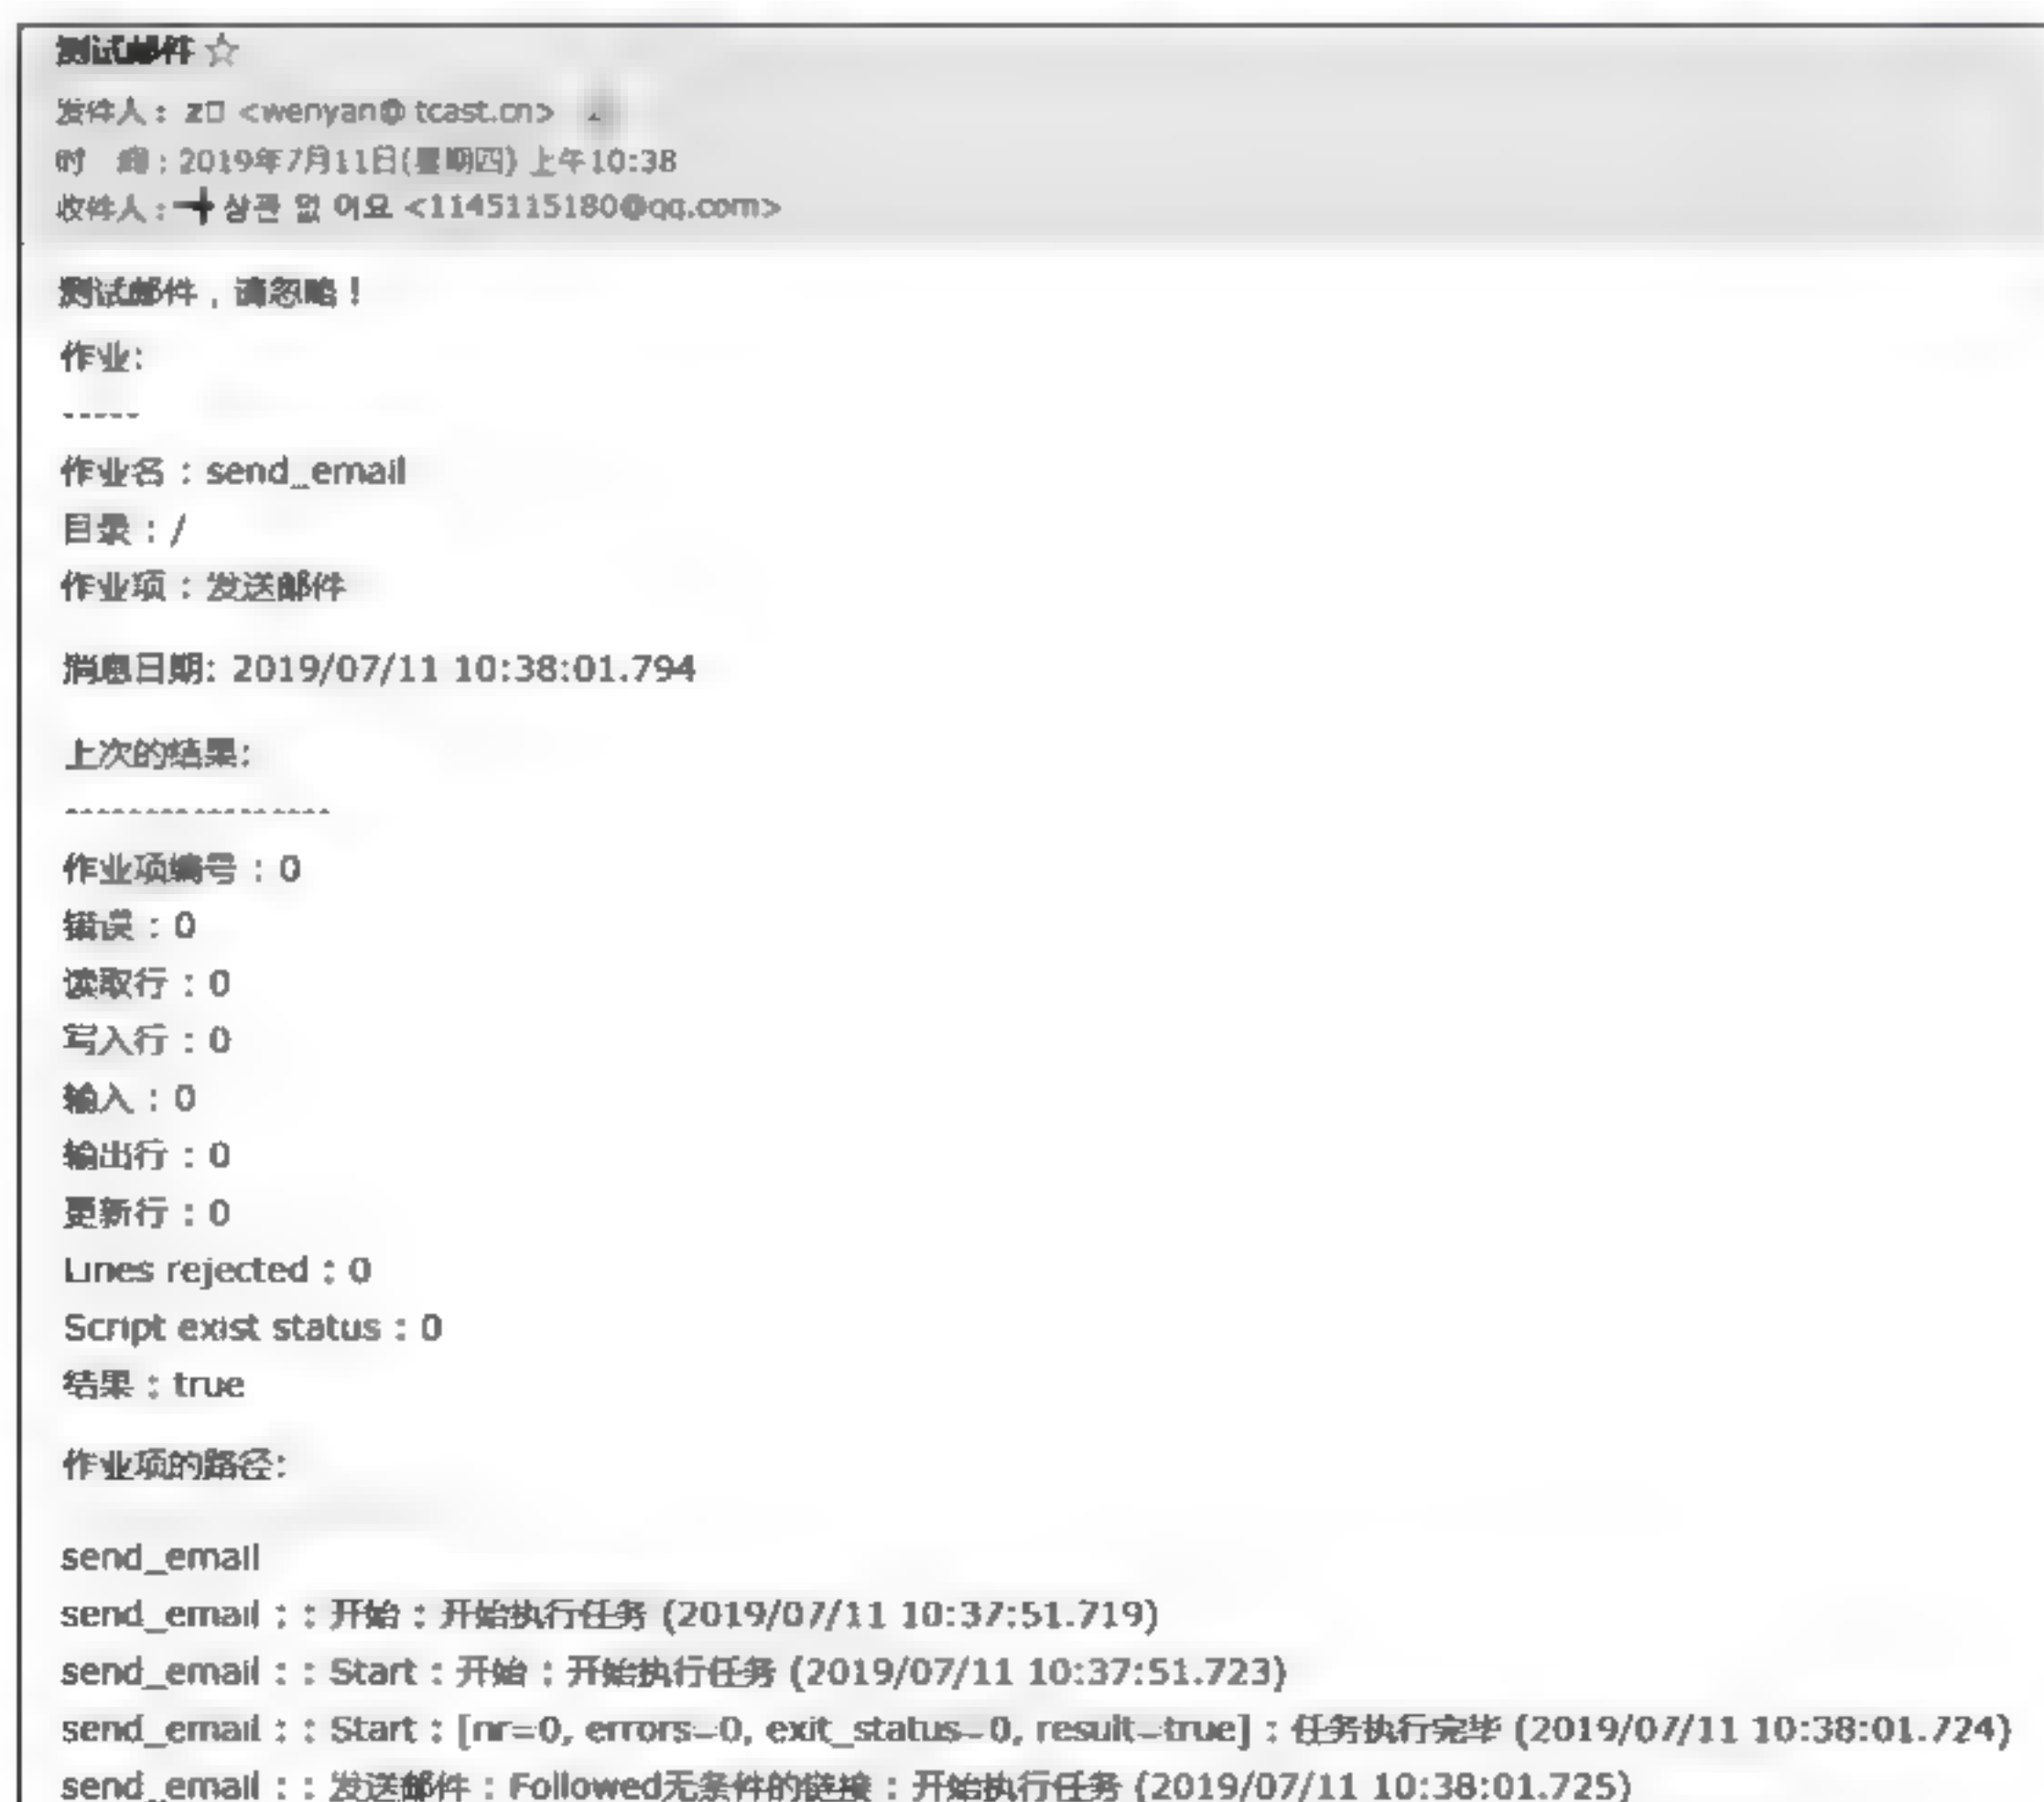 测试邮件 ☆
发件人：z <wenyan@ tcast.cn>
时 间：2019年7月11日(星期四) 上午10:38
收件人： 상관 없 어요 <1145115180@qq.com>
测试邮件，请忽略！
作业:
-----
作业名：send_email
目录：/
作业项：发送邮件
消息日期: 2019/07/11 10:38:01.794
上次的结果:
-----------------
作业项编号：0
错误：0
读取行：0
写入行：0
输入：0
输出行：0
更新行：0
Lines rejected：0
Script exist status：0
结果：true
作业项的路径:
send_email
send_email：：开始：开始执行任务 (2019/07/11 10:37:51.719)
send_email：：Start：开始：开始执行任务 (2019/07/11 10:37:51.723)
send_email：：Start：[nr=0, errors=0, exit_status=0, result=true]：任务执行完毕 (2019/07/11 10:38:01.724)
send_email：：发送邮件：Followed无条件的链接：开始执行任务 (2019/07/11 10:38:01.725)